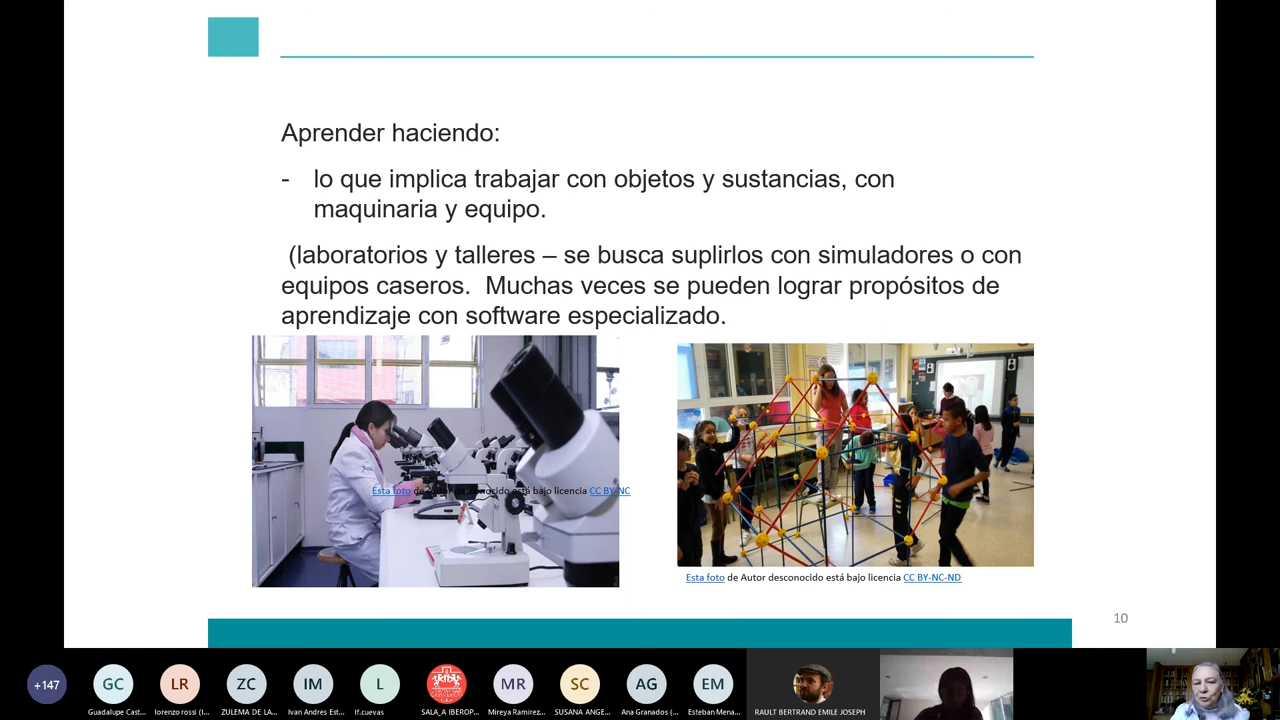 Aprender haciendo:
- lo que implica trabajar con objetos y sustancias, con
maquinaria y equipo.
(laboratorios y talleres – se busca suplirlos con simuladores o con
equipos caseros. Muchas veces se pueden lograr propósitos de
aprendizaje con software especializado.
Esta foto de Autor desconocido está bajo licencia CC BY-NC
Esta foto de Autor desconocido está bajo licencia CC BY-NC-ND
10
+147
GC
LR
ZC
IM
L
MR
SC
AG
EM
Guadalupe Cast...
lorenzo rossi (I...
ZULEMA DE LA...
Ivan Andres Est...
lf.cuevas
SALA_A IBEROP...
Mireya Ramirez...
SUSANA ANGE...
Ana Granados (...
Esteban Mena...
RAULT BERTRAND EMILE JOSEPH